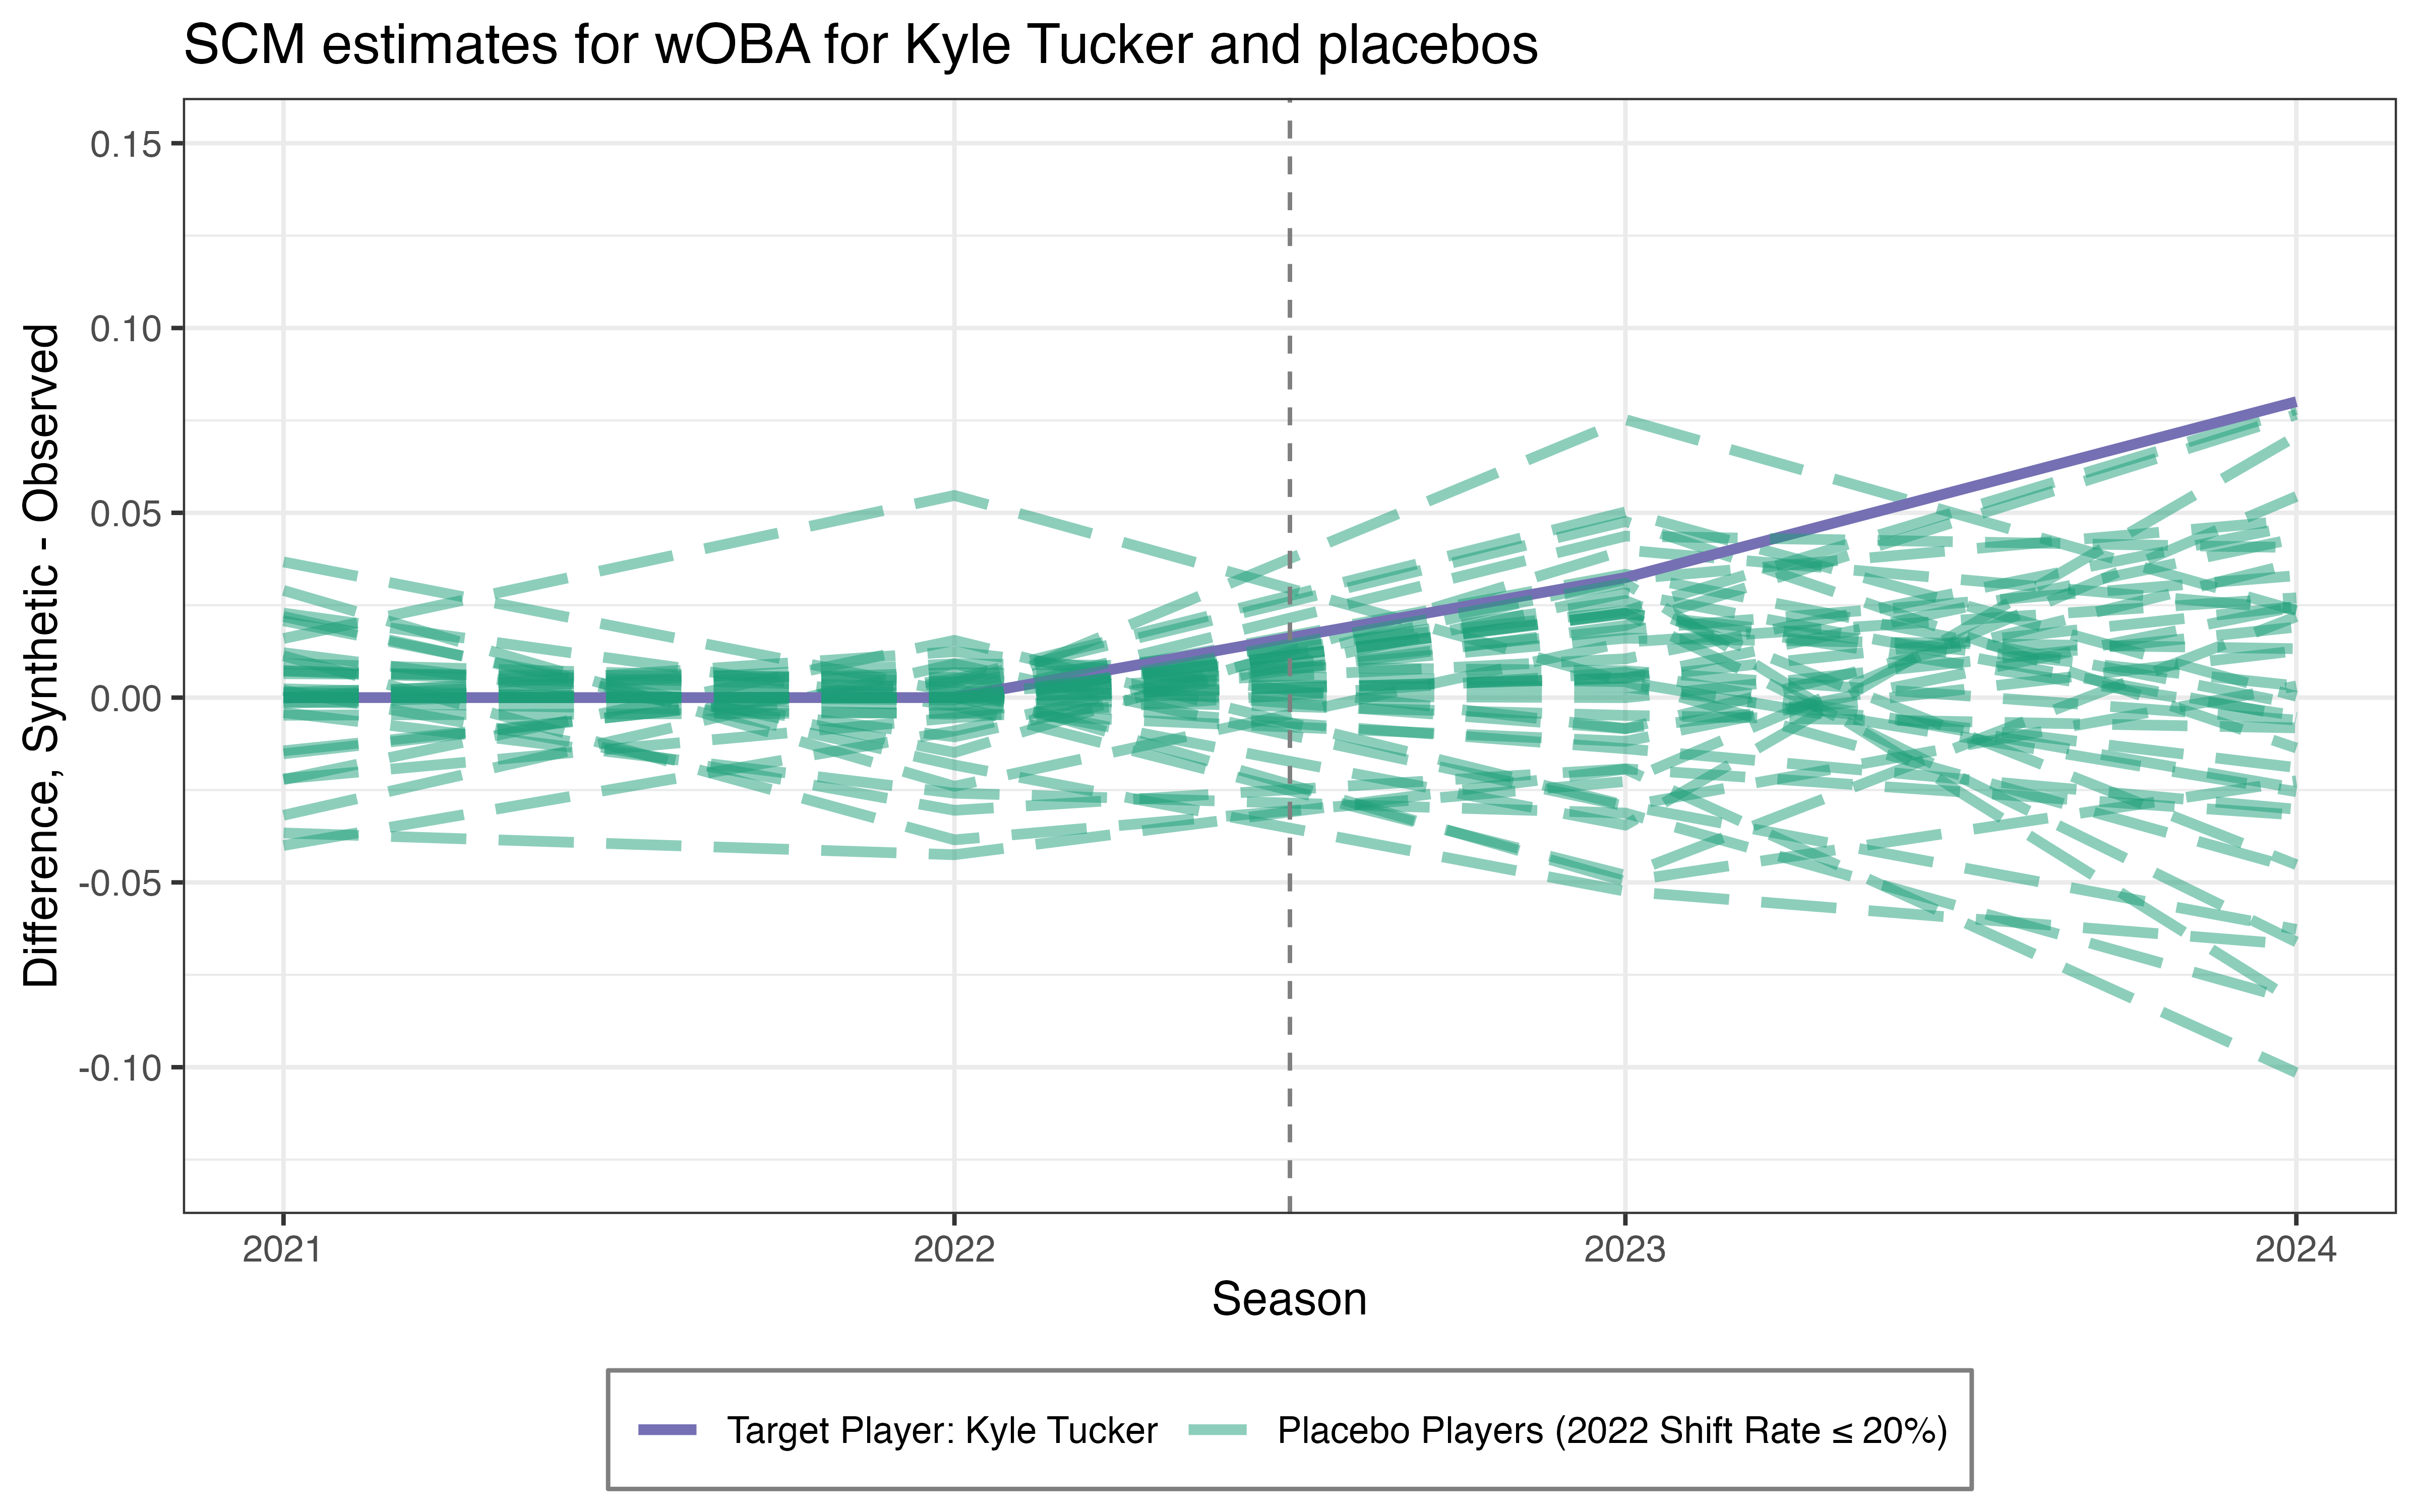 SCM estimates for wOBA for Kyle Tucker and placebos
Difference, Synthetic - Observed
0.15
0.10
0.05
0.00
-0.05
-0.10
2021 2022 2023 2024
Season
Target Player: Kyle Tucker Placebo Players (2022 Shift Rate ≤ 20%)